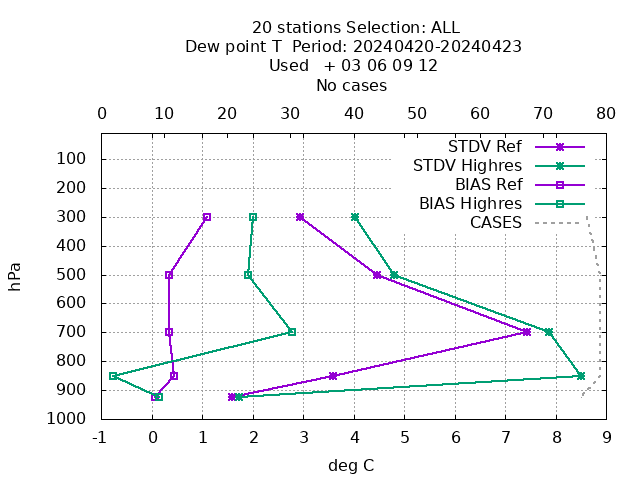 20 stations Selection: ALL
Dew point T  Period: 20240420-20240423
Used   + 03 06 09 12
No cases
0 10 20 30 40 50 60 70 80
STDV Ref
STDV Highres
BIAS Ref
BIAS Highres
CASES
100
200
300
400
500
600
700
800
900
1000
hPa
-1 0 1 2 3 4 5 6 7 8 9
deg C